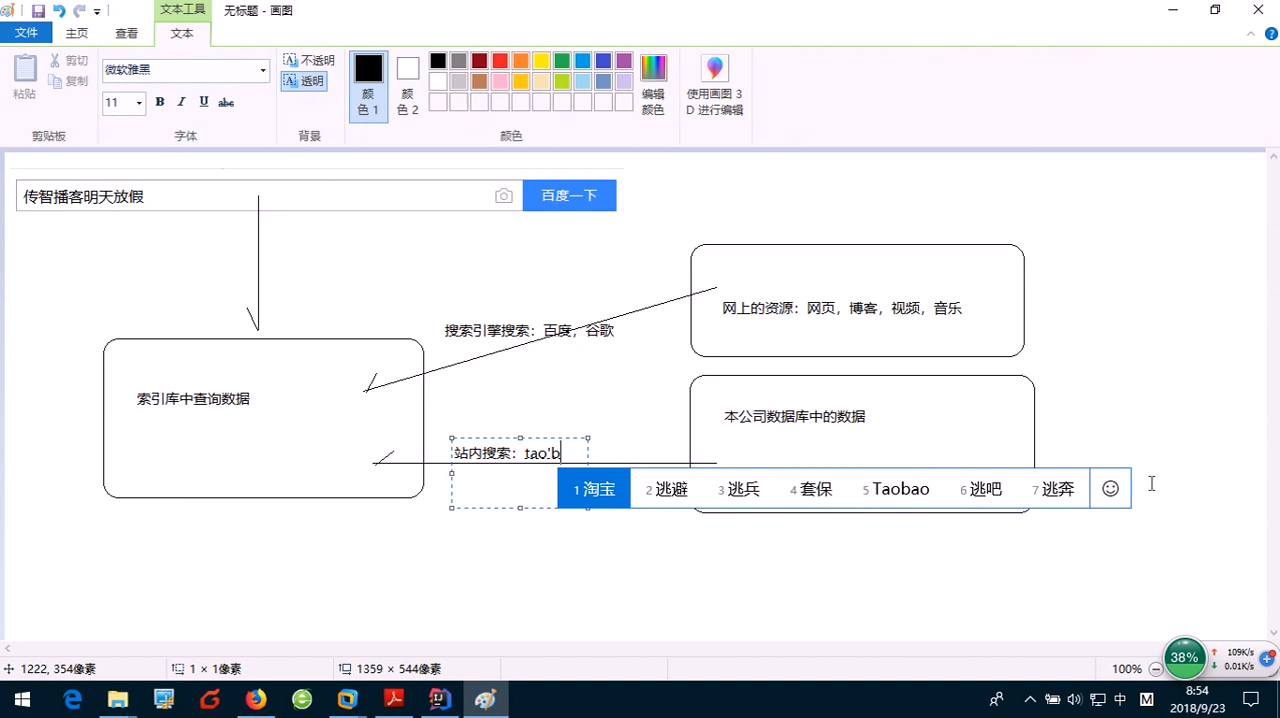 文本工具
无标题 - 画图
文件
主页
查看
文本
粘贴
剪切
复制
剪贴板
微软雅黑
11
B I U abc
字体
不透明
透明
背景
颜色 1
颜色 2
颜色
编辑颜色
使用画图 3D 进行编辑
传智播客明天放假
百度一下
网上的资源：网页，博客，视频，音乐
搜索引擎搜索：百度，谷歌
索引库中查询数据
本公司数据库中的数据
站内搜索：tao'b
1 淘宝 2 逃避 3 逃兵 4 套保 5 Taobao 6 逃吧 7 逃奔
1222, 354像素
1 × 1像素
1359 × 544像素
100%
38%
109K/s
0.01K/s
中
M
8:54
2018/9/23